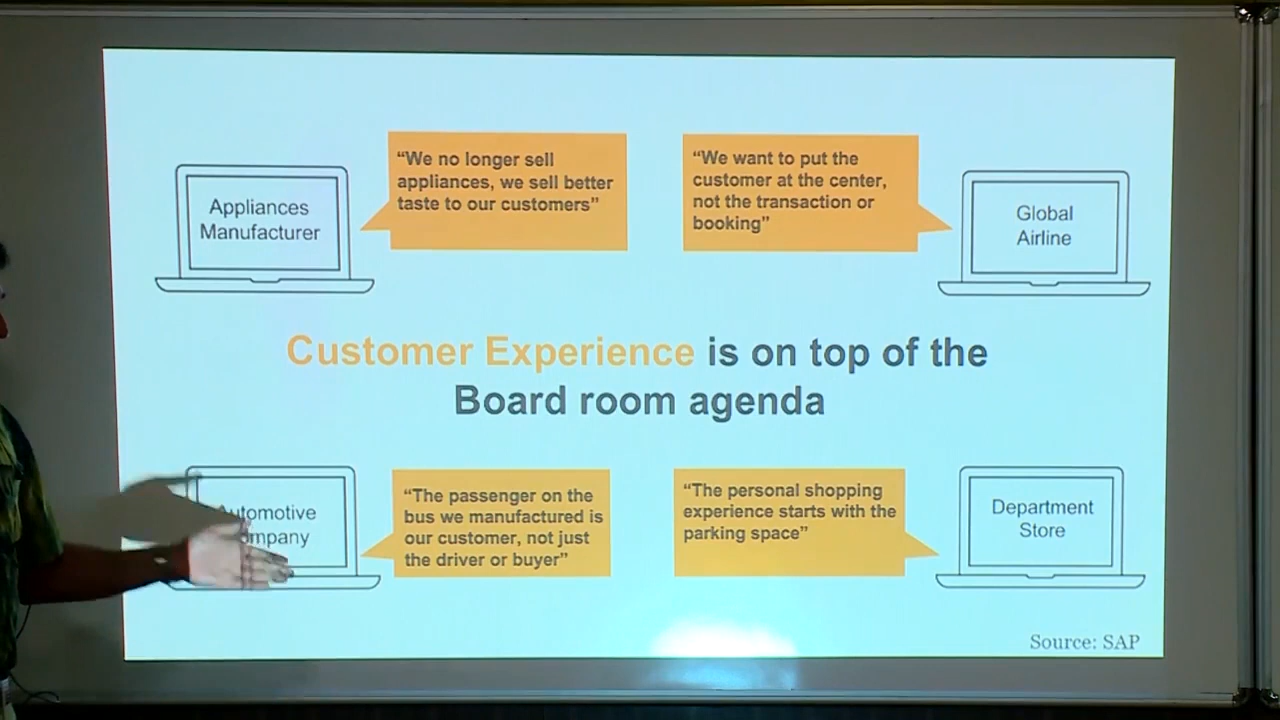 Appliances
Manufacturer
“We no longer sell
appliances, we sell better
taste to our customers”
“We want to put the
customer at the center,
not the transaction or
booking”
Global
Airline
Customer Experience is on top of the
Board room agenda
“The passenger on the
bus we manufactured is
our customer, not just
the driver or buyer”
“The personal shopping
experience starts with the
parking space”
Department
Store
Source: SAP